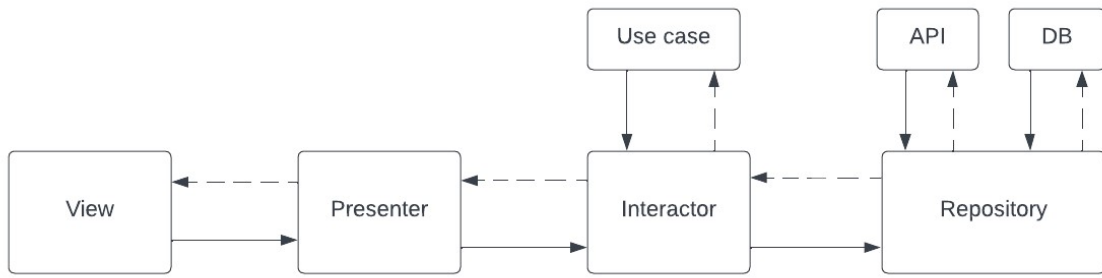 Use case
API
DB
View
Presenter
Interactor
Repository